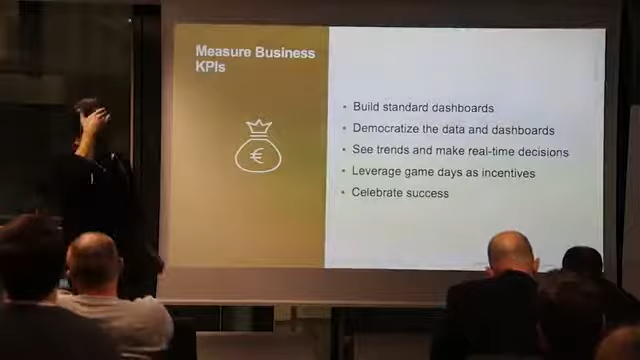 Measure Business
KPIs
€
• Build standard dashboards
• Democratize the data and dashboards
• See trends and make real-time decisions
• Leverage game days as incentives
• Celebrate success